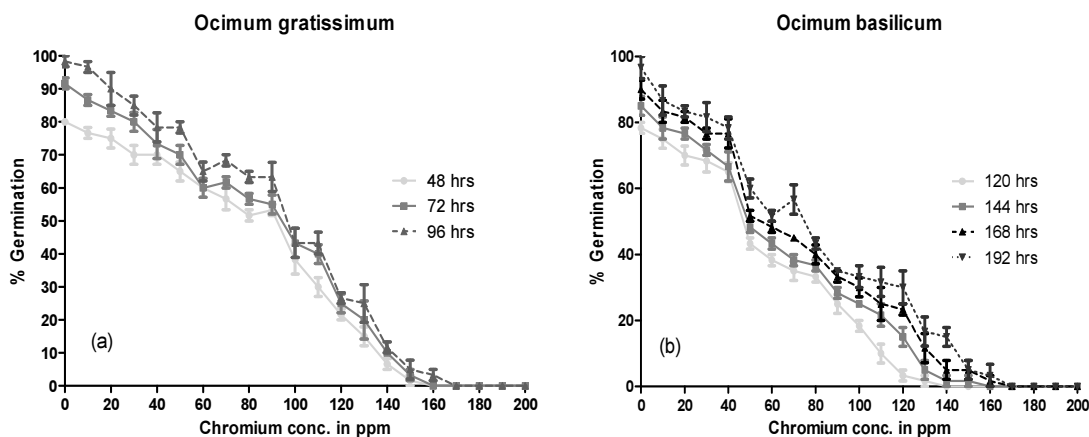 Ocimum gratissimum
100
90
80
70
60
50
40
30
20
10
0
% Germination
48 hrs
72 hrs
96 hrs
(a)
0 20 40 60 80 100 120 140 160 180 200
Chromium conc. in ppm
Ocimum basilicum
100
80
60
40
20
0
% Germination
120 hrs
144 hrs
168 hrs
192 hrs
(b)
0 20 40 60 80 100 120 140 160 180 200
Chromium conc. in ppm